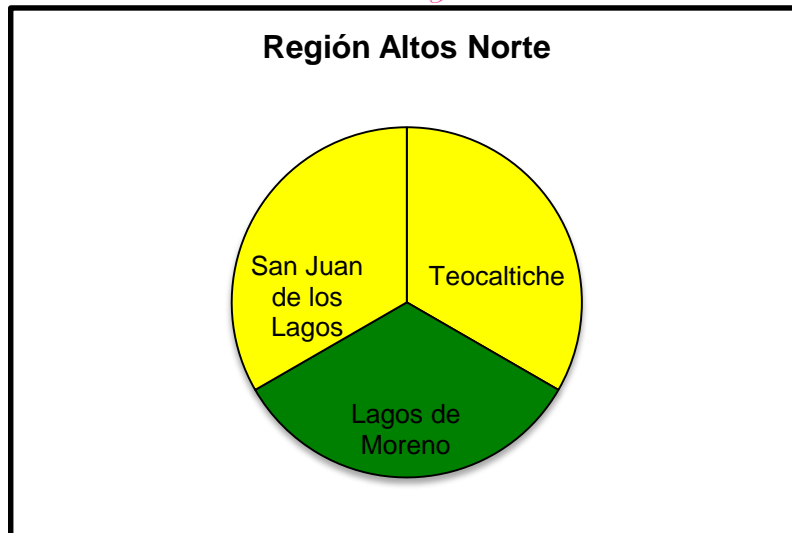 Región Altos Norte
San Juan
de los
Lagos
Teocaltiche
Lagos de
Moreno